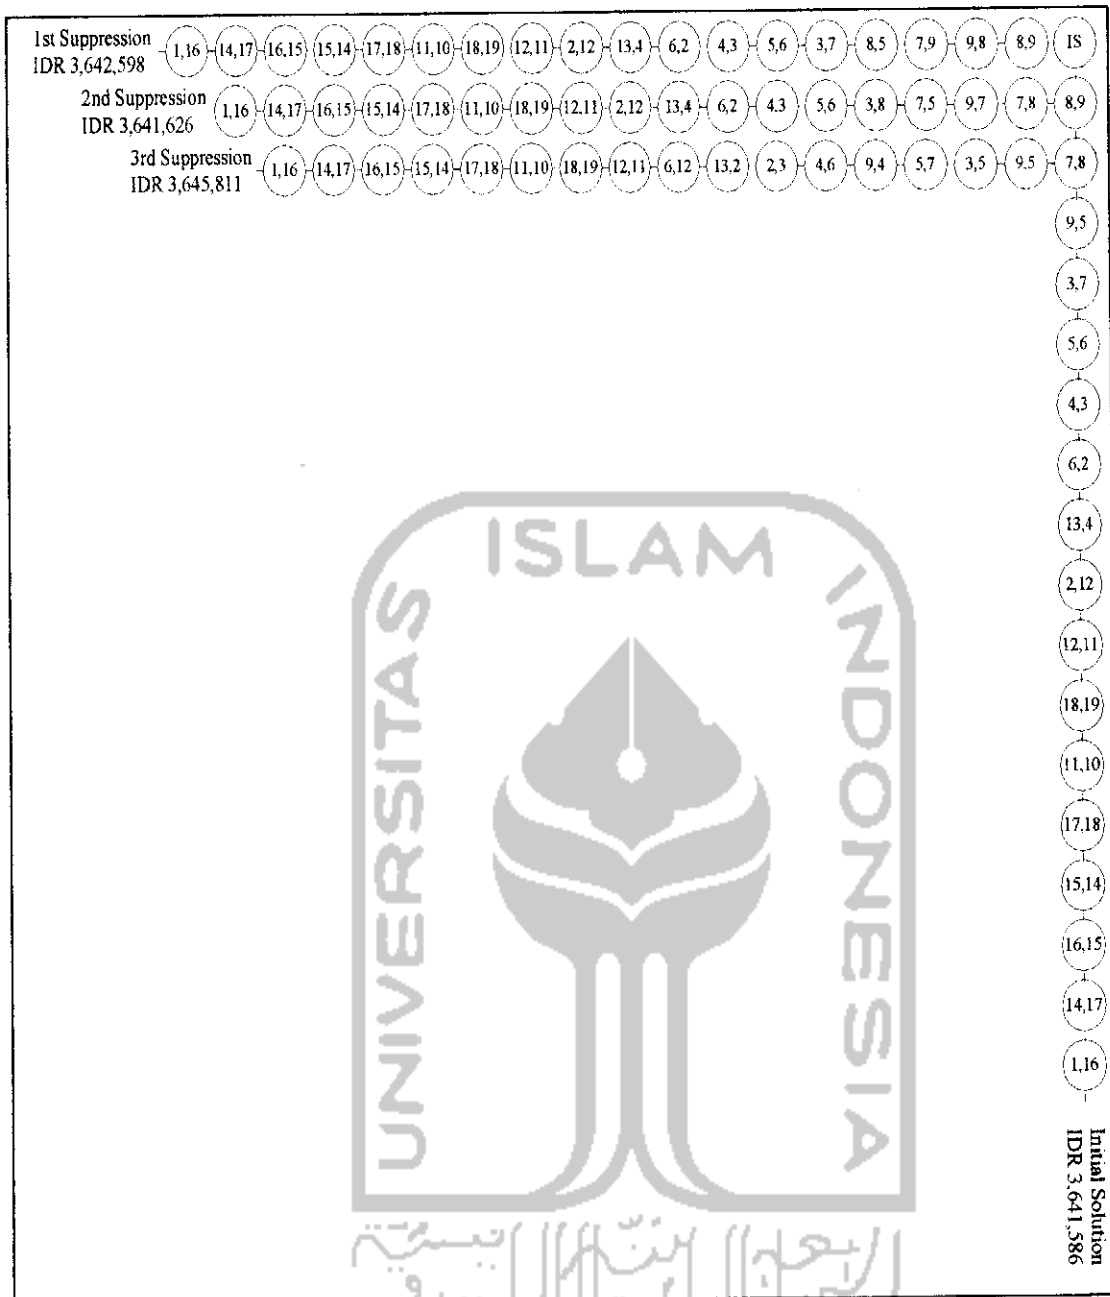 1st Suppression
IDR 3,642,598
1,16 14,17 16,15 15,14 17,18 11,10 18,19 12,11 2,12 13,4 6,2 4,3 5,6 3,7 8,5 7,9 9,8 8,9 IS
2nd Suppression
IDR 3,641,626
1,16 14,17 16,15 15,14 17,18 11,10 18,19 12,11 2,12 13,4 6,2 4,3 5,6 3,8 7,5 9,7 7,8 8,9
3rd Suppression
IDR 3,645,811
1,16 14,17 16,15 15,14 17,18 11,10 18,19 12,11 6,12 13,2 2,3 4,6 9,4 5,7 3,5 9,5 7,8
9,5
3,7
5,6
4,3
6,2
13,4
2,12
12,11
18,19
11,10
17,18
15,14
16,15
14,17
1,16
Initial Solution
IDR 3,641,586
UNIVERSITAS
ISLAM
INDONESIA